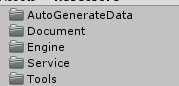 AutoGenerateData
Document
Engine
Service
Tools